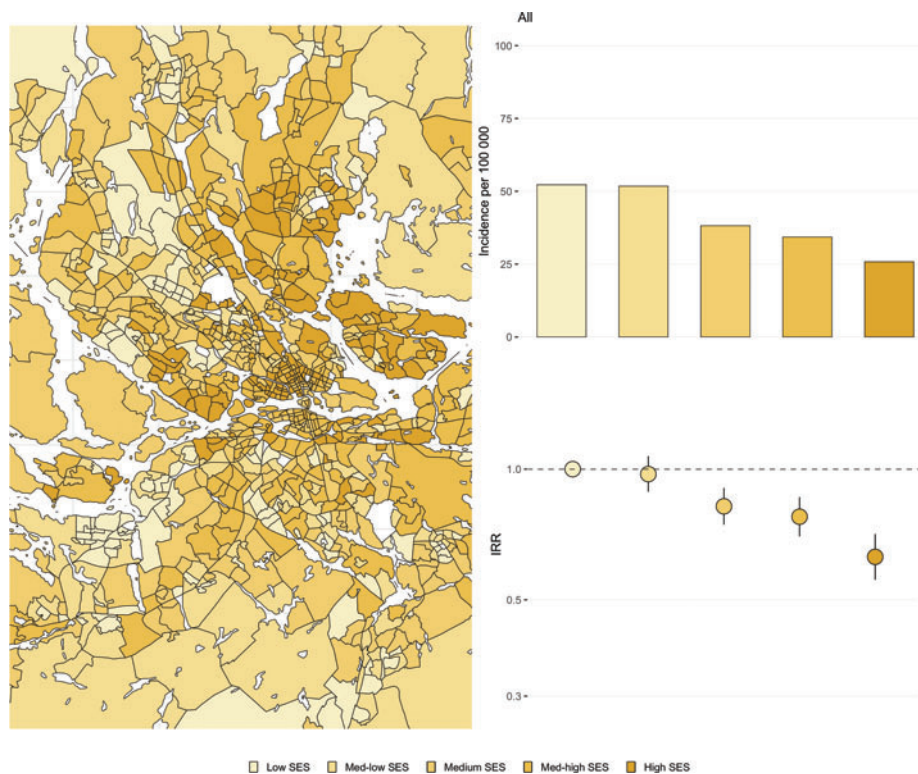 All
100
75
50
25
0
Incidence per 100 000
1.0
0.5
0.3
IRR
Low SES
Med-low SES
Medium SES
Med-high SES
High SES